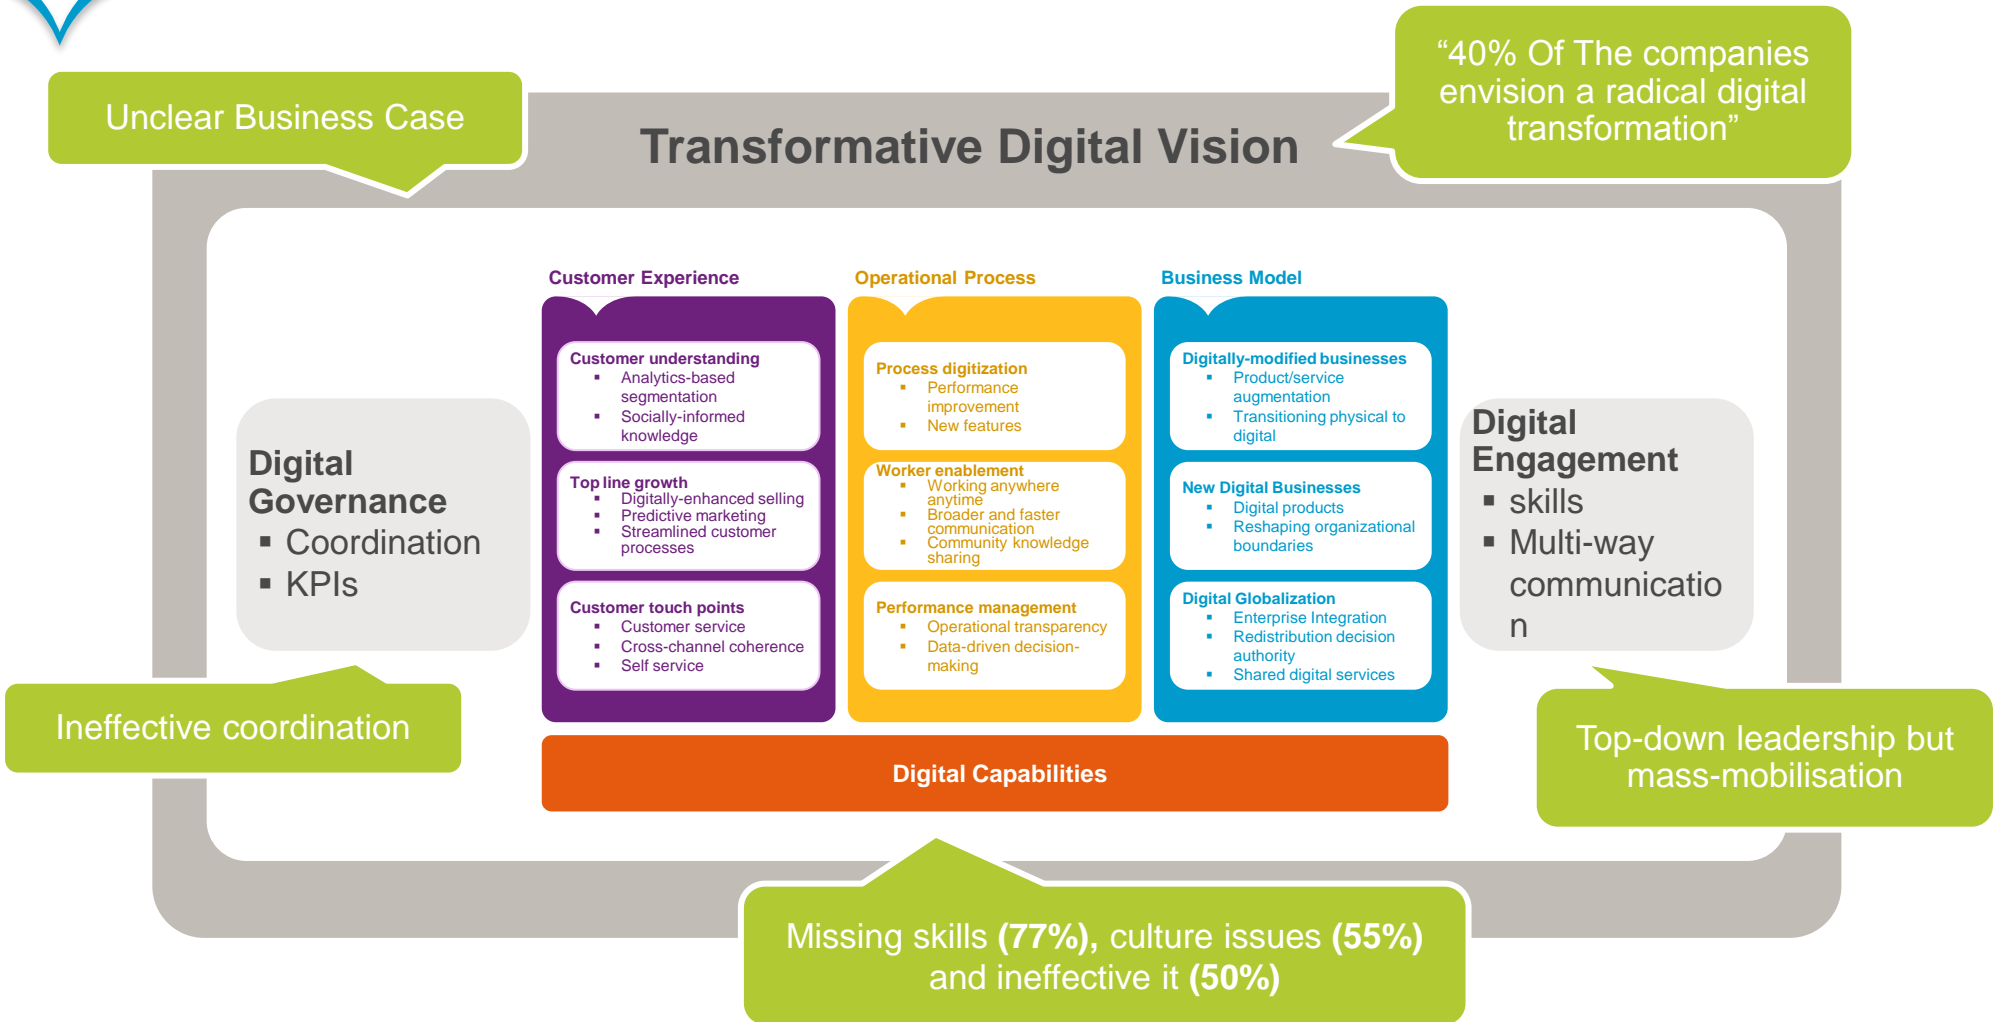 Unclear Business Case
“40% Of The companies
envision a radical digital
transformation”
Transformative Digital Vision
Customer Experience
Customer understanding
▪ Analytics-based
segmentation
▪ Socially-informed
knowledge
Top line growth
▪ Digitally-enhanced selling
▪ Predictive marketing
▪ Streamlined customer
processes
Customer touch points
▪ Customer service
▪ Cross-channel coherence
▪ Self service
Operational Process
Process digitization
▪ Performance
improvement
▪ New features
Worker enablement
▪ Working anywhere
anytime
▪ Broader and faster
communication
▪ Community knowledge
sharing
Performance management
▪ Operational transparency
▪ Data-driven decision-
making
Business Model
Digitally-modified businesses
▪ Product/service
augmentation
▪ Transitioning physical to
digital
New Digital Businesses
▪ Digital products
▪ Reshaping organizational
boundaries
Digital Globalization
▪ Enterprise Integration
▪ Redistribution decision
authority
▪ Shared digital services
Digital
Governance
▪ Coordination
▪ KPIs
Digital
Engagement
▪ skills
▪ Multi-way
communicatio
n
Ineffective coordination
Digital Capabilities
Top-down leadership but
mass-mobilisation
Missing skills (77%), culture issues (55%)
and ineffective it (50%)